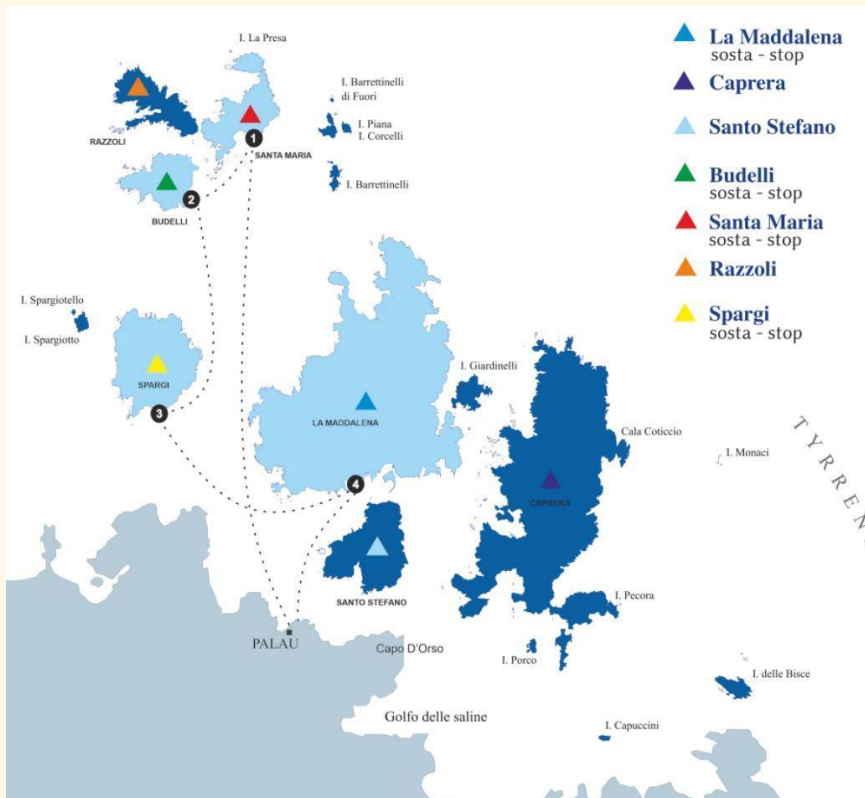 I. La Presa
I. Barrettinelli
di Fuori
I. Piana
I. Corcelli
I. Barrettinelli
RAZZOLI
1
SANTA MARIA
2
BUDELLI
I. Spargiotello
I. Spargiotto
SPARGI
3
LA MADDALENA
4
I. Giardinelli
Cala Coticcio
I. Monaci
CAPRERA
SANTO STEFANO
PALAU
Capo D'Orso
I. Pecora
I. Porco
I. delle Bisce
Golfo delle saline
I. Capuccini
TYRREN
La Maddalena
sosta - stop
Caprera
Santo Stefano
Budelli
sosta - stop
Santa Maria
sosta - stop
Razzoli
Spargi
sosta - stop